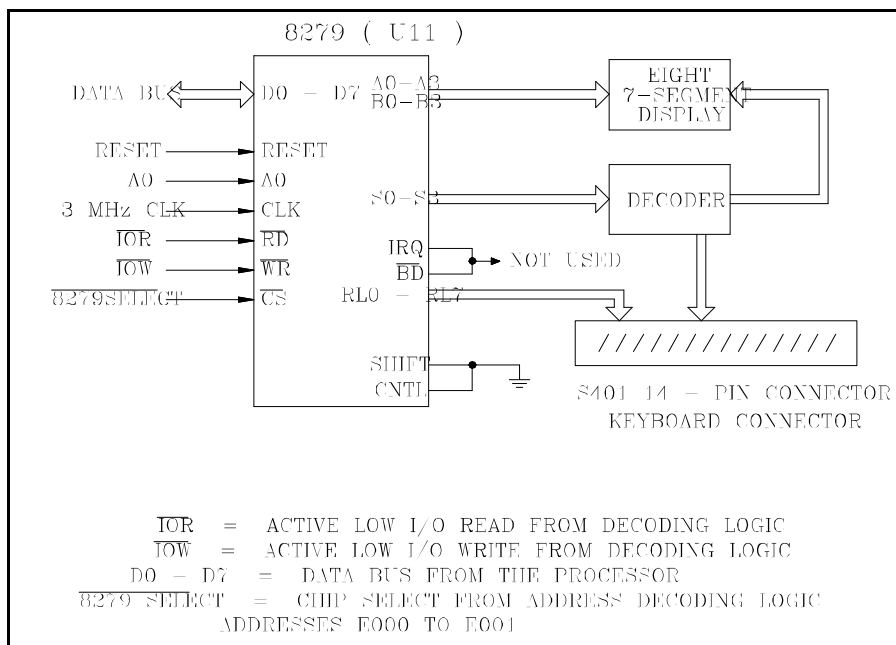 8279 ( U11 )
DATA BUS
D0 - D7
A0-A3
B0-B3
EIGHT
7-SEGMENT
DISPLAY
RESET
RESET
A0
A0
S0-S3
DECODER
3 MHz CLK
CLK
IOR
RD
IRQ
NOT USED
IOW
WR
BD
8279SELECT
CS
RL0 - RL7
/ / / / / / / / / / / / / /
SHIFT
CNTL
S401 14 - PIN CONNECTOR
KEYBOARD CONNECTOR
IOR = ACTIVE LOW I/O READ FROM DECODING LOGIC
IOW = ACTIVE LOW I/O WRITE FROM DECODING LOGIC
D0 - D7 = DATA BUS FROM THE PROCESSOR
8279 SELECT = CHIP SELECT FROM ADDRESS DECODING LOGIC
ADDRESSES E000 TO E001